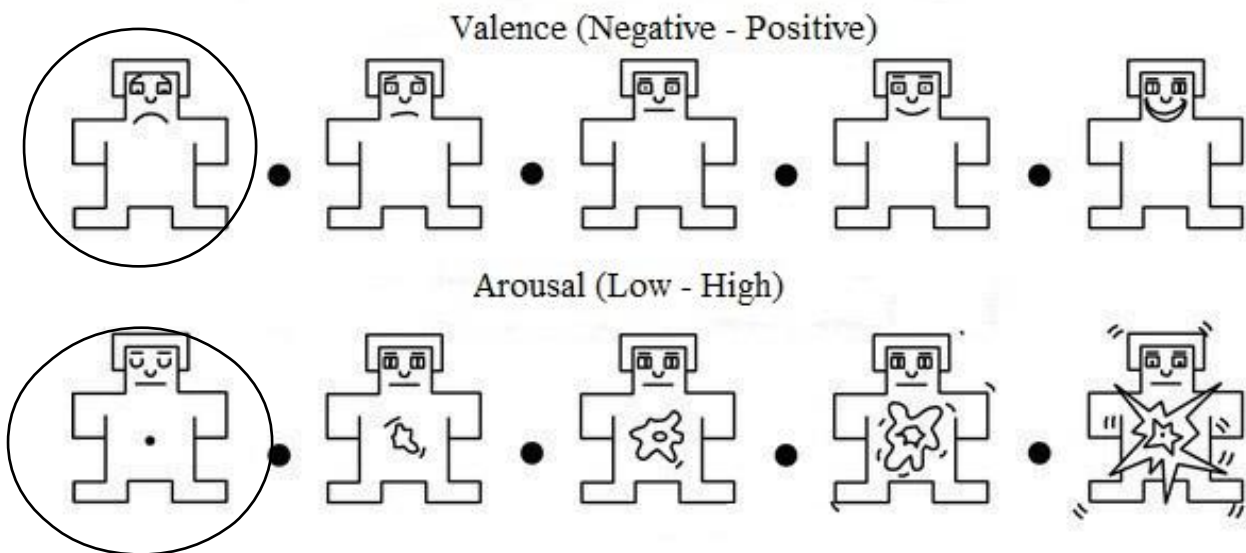 Valence (Negative - Positive)
Arousal (Low - High)